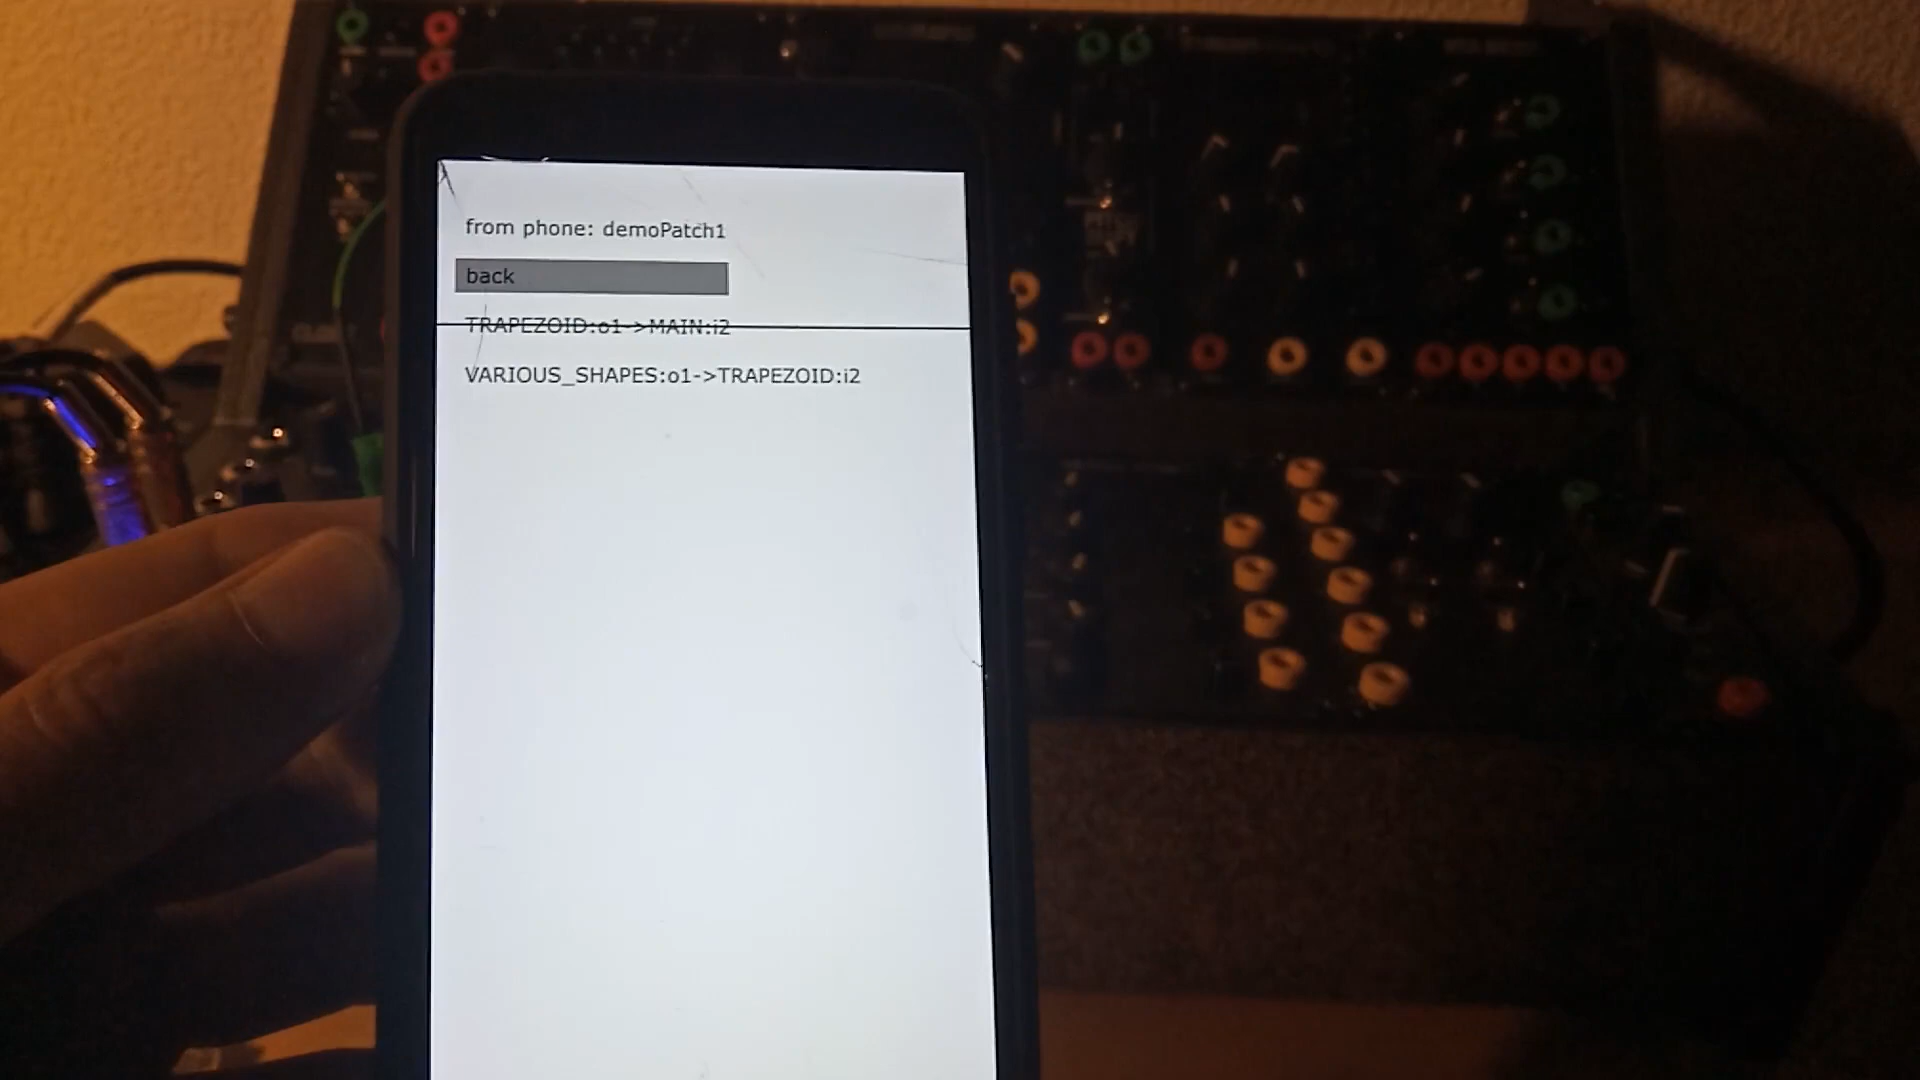 from phone: demoPatch1
back
TRAPEZOID:o1->MAIN:i2
VARIOUS_SHAPES:o1->TRAPEZOID:i2